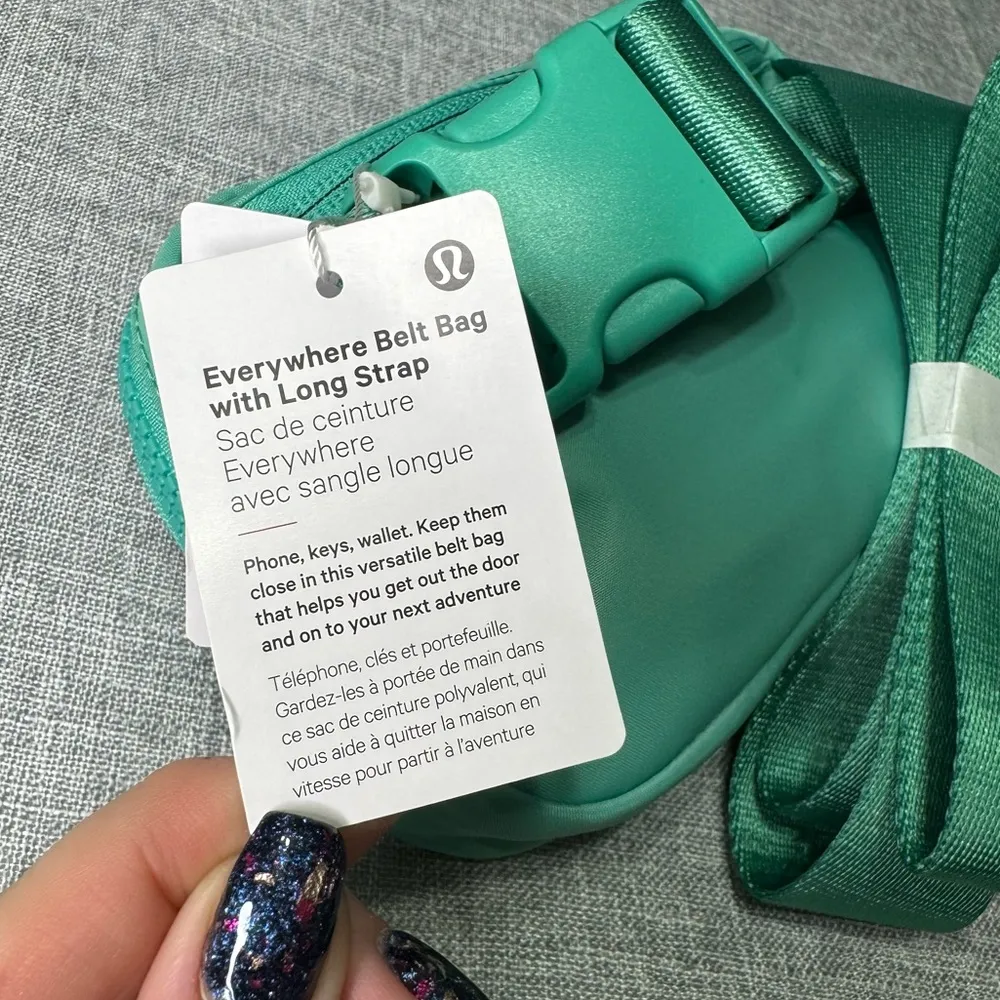 Everywhere Belt Bag
with Long Strap
Sac de ceinture
Everywhere
avec sangle longue
Phone, keys, wallet. Keep them
close in this versatile belt bag
that helps you get out the door
and on to your next adventure
Téléphone, clés et portefeuille.
Gardez-les à portée de main dans
ce sac de ceinture polyvalent, qui
vous aide à quitter la maison en
vitesse pour partir à l'aventure